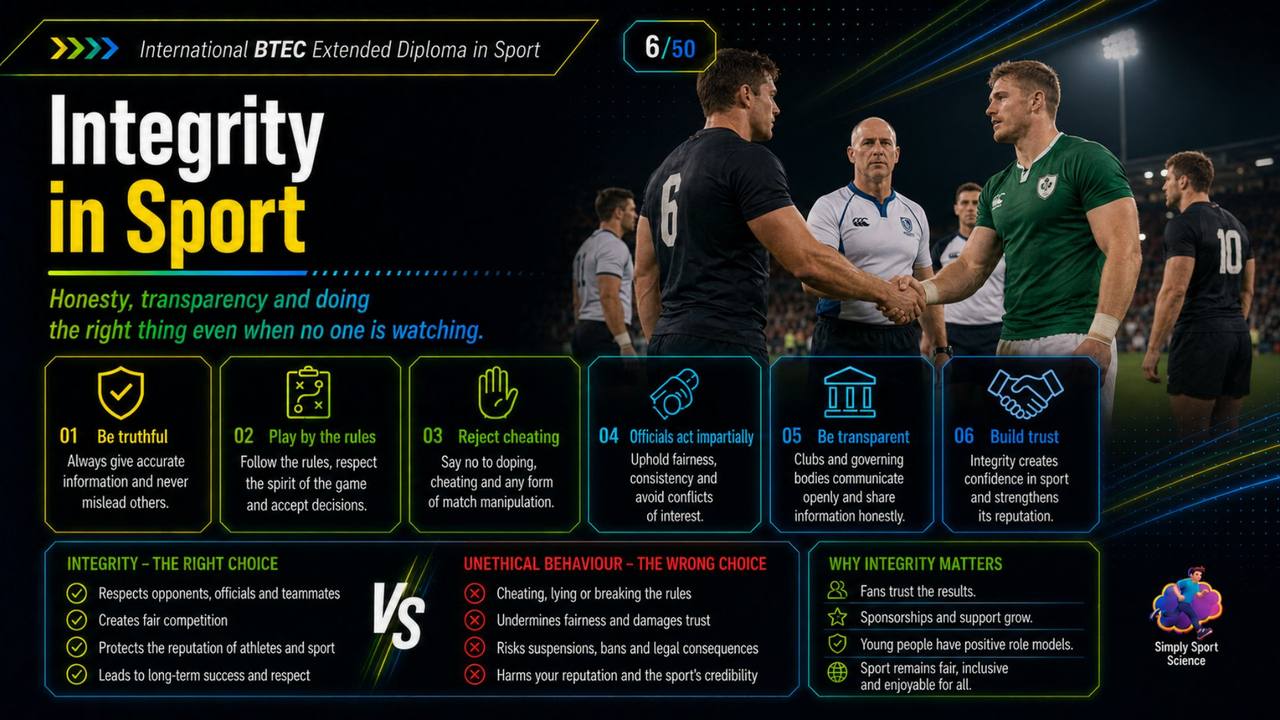 International BTEC Extended Diploma in Sport
6/50
Integrity
in Sport
Honesty, transparency and doing
the right thing even when no one is watching.
6
10
01 Be truthful
Always give accurate
information and never
mislead others.
02 Play by the rules
Follow the rules, respect
the spirit of the game
and accept decisions.
03 Reject cheating
Say no to doping,
cheating and any form
of match manipulation.
04 Officials act impartially
Uphold fairness,
consistency and
avoid conflicts
of interest.
05 Be transparent
Clubs and governing
bodies communicate
openly and share
information honestly.
06 Build trust
Integrity creates
confidence in sport
and strengthens
its reputation.
INTEGRITY – THE RIGHT CHOICE
Respects opponents, officials and teammates
Creates fair competition
Protects the reputation of athletes and sport
Leads to long-term success and respect
VS
UNETHICAL BEHAVIOUR – THE WRONG CHOICE
Cheating, lying or breaking the rules
Undermines fairness and damages trust
Risks suspensions, bans and legal consequences
Harms your reputation and the sport's credibility
WHY INTEGRITY MATTERS
Fans trust the results.
Sponsorships and support grow.
Young people have positive role models.
Sport remains fair, inclusive
and enjoyable for all.
Simply Sport
Science